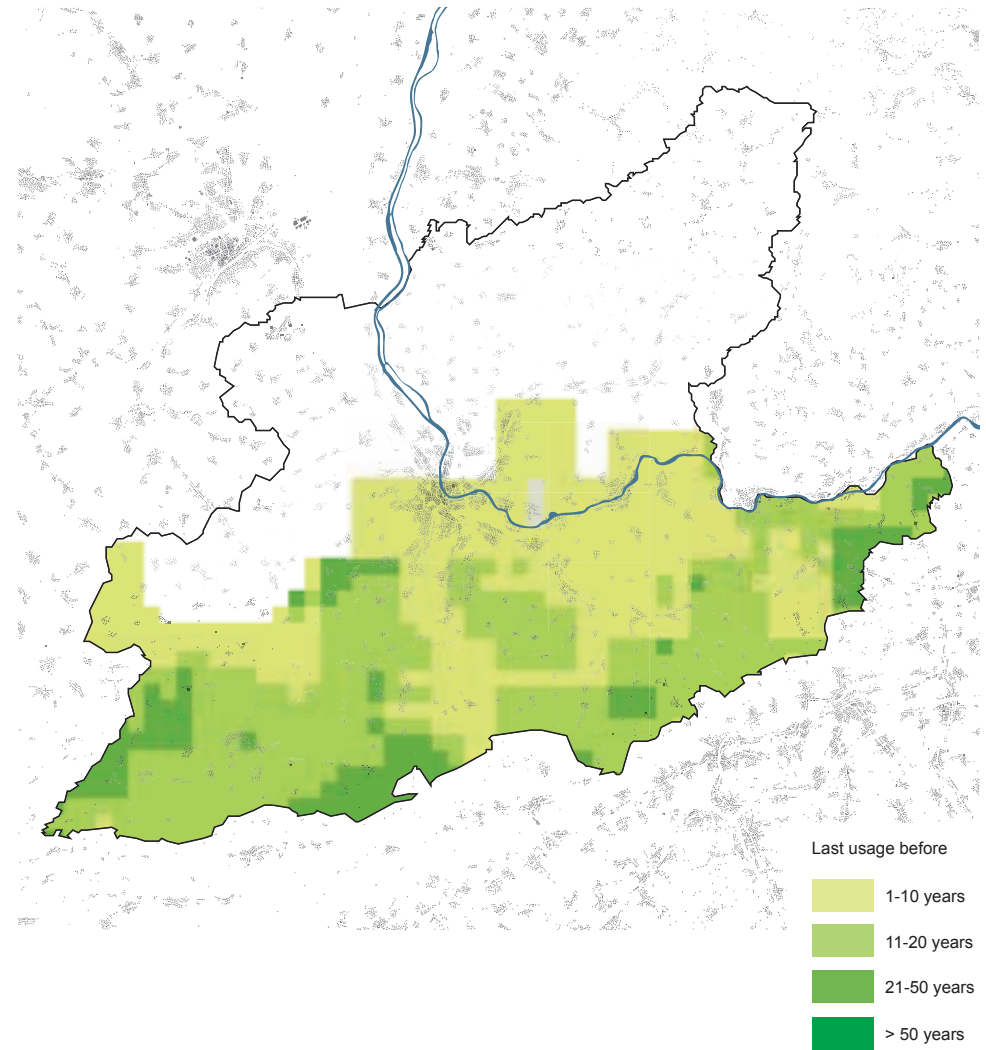 Last usage before
1-10 years
11-20 years
21-50 years
> 50 years